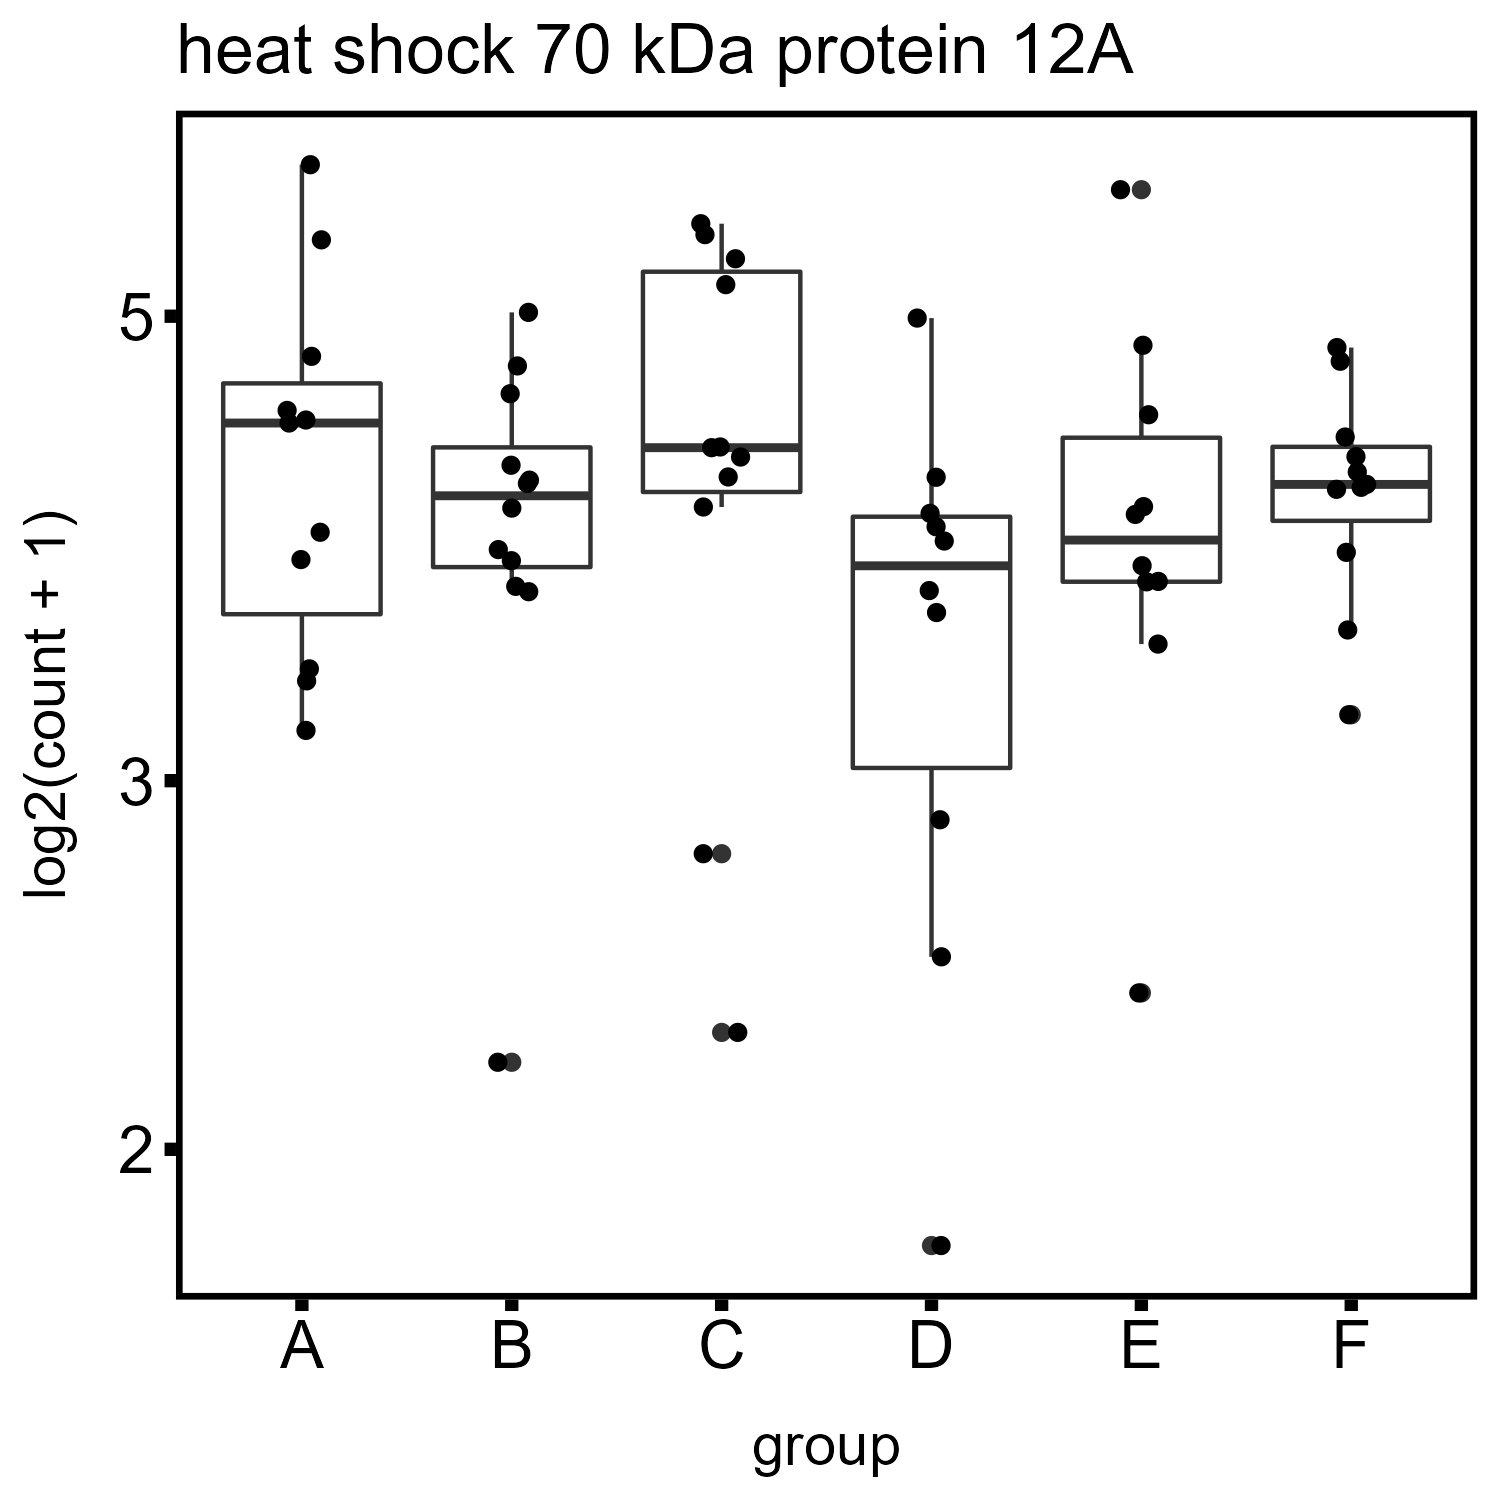 heat shock 70 kDa protein 12A
log2(count + 1)
5
3
2
A B C D E F
group